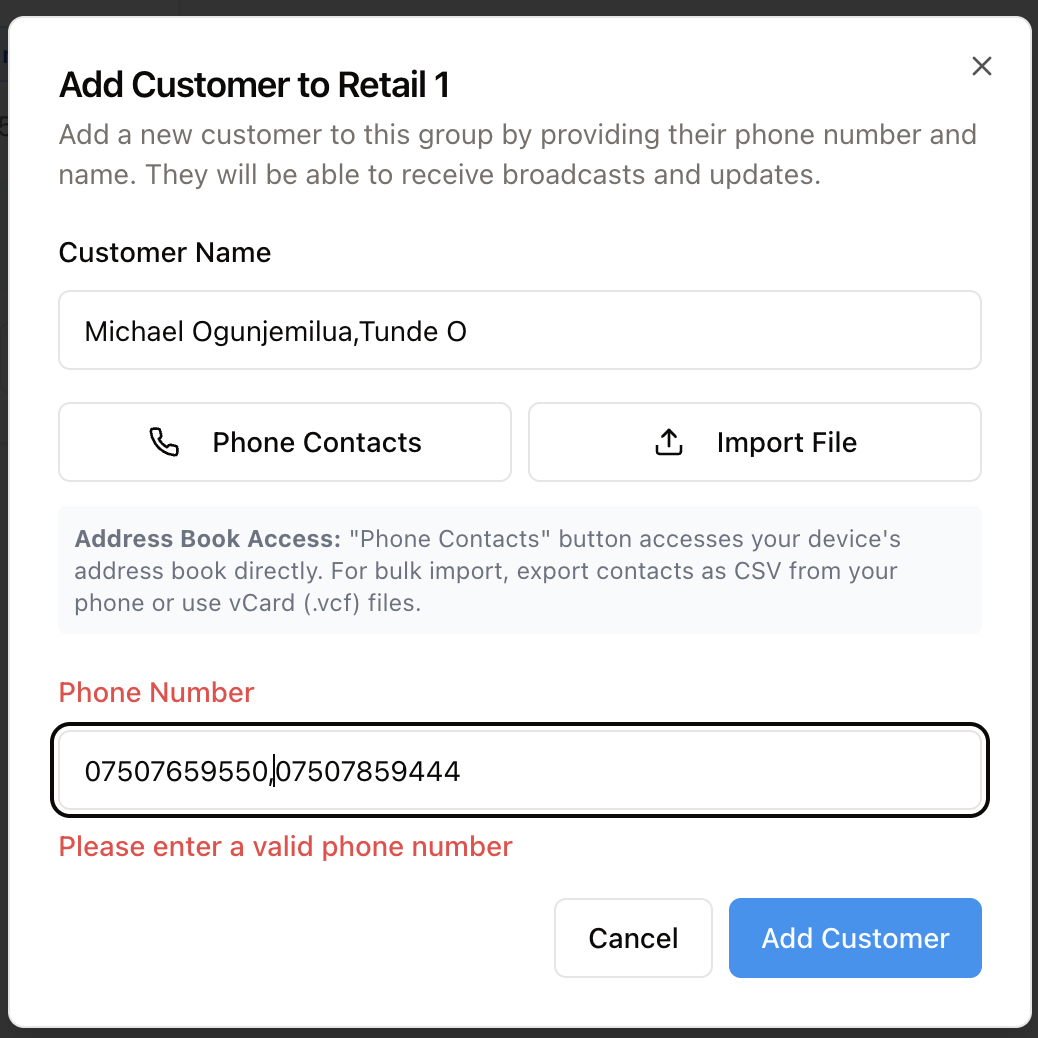 Add Customer to Retail 1
Add a new customer to this group by providing their phone number and
name. They will be able to receive broadcasts and updates.
Customer Name
Michael Ogunjemilua,Tunde O
Phone Contacts
Import File
Address Book Access: "Phone Contacts" button accesses your device's
address book directly. For bulk import, export contacts as CSV from your
phone or use vCard (.vcf) files.
Phone Number
07507659550,07507859444
Please enter a valid phone number
Cancel
Add Customer